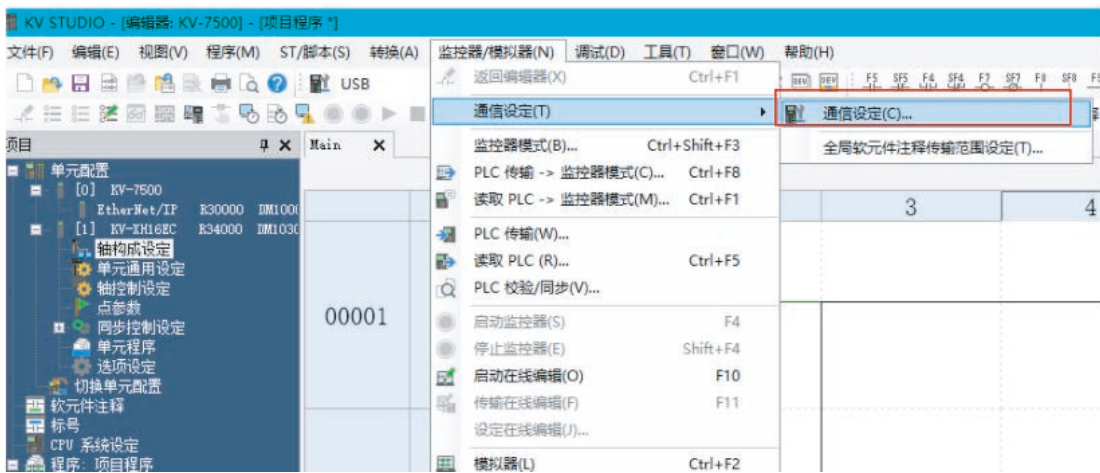 KV STUDIO - [编辑器: KV-7500] - [项目程序 *]
文件(F) 编辑(E) 视图(V) 程序(M) ST/脚本(S) 转换(A) 监控器/模拟器(N) 调试(D) 工具(T) 窗口(W) 帮助(H)
USB
F5 SF5 F4 SF4 F7 SF7 F8 SF8
返回编辑器(X) Ctrl+F1
通信设定(T)
通信设定(C)...
全局软元件注释传输范围设定(T)...
监控器模式(B)... Ctrl+Shift+F3
PLC 传输 -> 监控器模式(C)... Ctrl+F8
读取 PLC -> 监控器模式(M)... Ctrl+F1
PLC 传输(W)...
读取 PLC (R)... Ctrl+F5
PLC 校验/同步(V)...
启动监控器(S) F4
停止监控器(E) Shift+F4
启动在线编辑(O) F10
传输在线编辑(F) F11
设定在线编辑(J)...
模拟器(L) Ctrl+F2
项目
单元配置
[0] KV-7500
EtherNet/IP R30000 DM1000
[1] KV-XH16EC R34000 DM1030
轴构成设定
单元通用设定
轴控制设定
点参数
同步控制设定
单元程序
选项设定
切换单元配置
软元件注释
标号
CPU 系统设定
程序: 项目程序
Main
3 4
00001